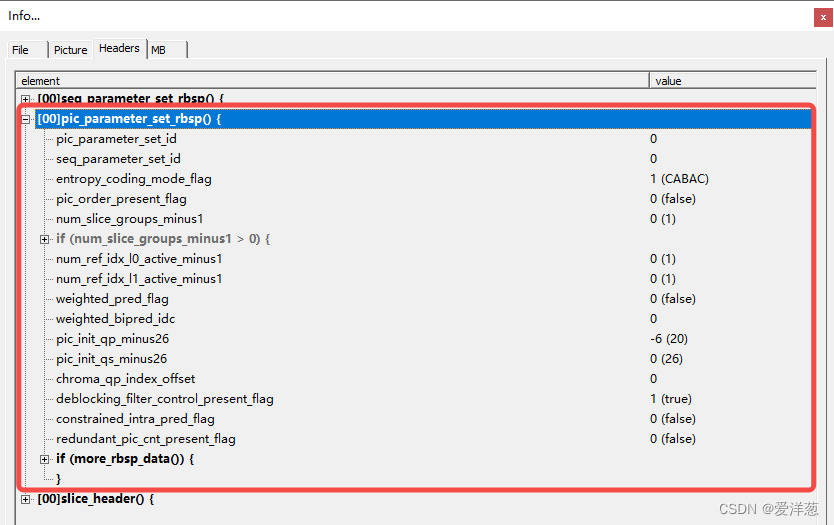 Info...
x
File Picture Headers MB
element value
[00]seq_parameter_set_rbsp() {
[00]pic_parameter_set_rbsp() {
pic_parameter_set_id 0
seq_parameter_set_id 0
entropy_coding_mode_flag 1 (CABAC)
pic_order_present_flag 0 (false)
num_slice_groups_minus1 0 (1)
if (num_slice_groups_minus1 > 0) {
num_ref_idx_l0_active_minus1 0 (1)
num_ref_idx_l1_active_minus1 0 (1)
weighted_pred_flag 0 (false)
weighted_bipred_idc 0
pic_init_qp_minus26 -6 (20)
pic_init_qs_minus26 0 (26)
chroma_qp_index_offset 0
deblocking_filter_control_present_flag 1 (true)
constrained_intra_pred_flag 0 (false)
redundant_pic_cnt_present_flag 0 (false)
if (more_rbsp_data()) {
}
[00]slice_header() {
CSDN @爱洋葱